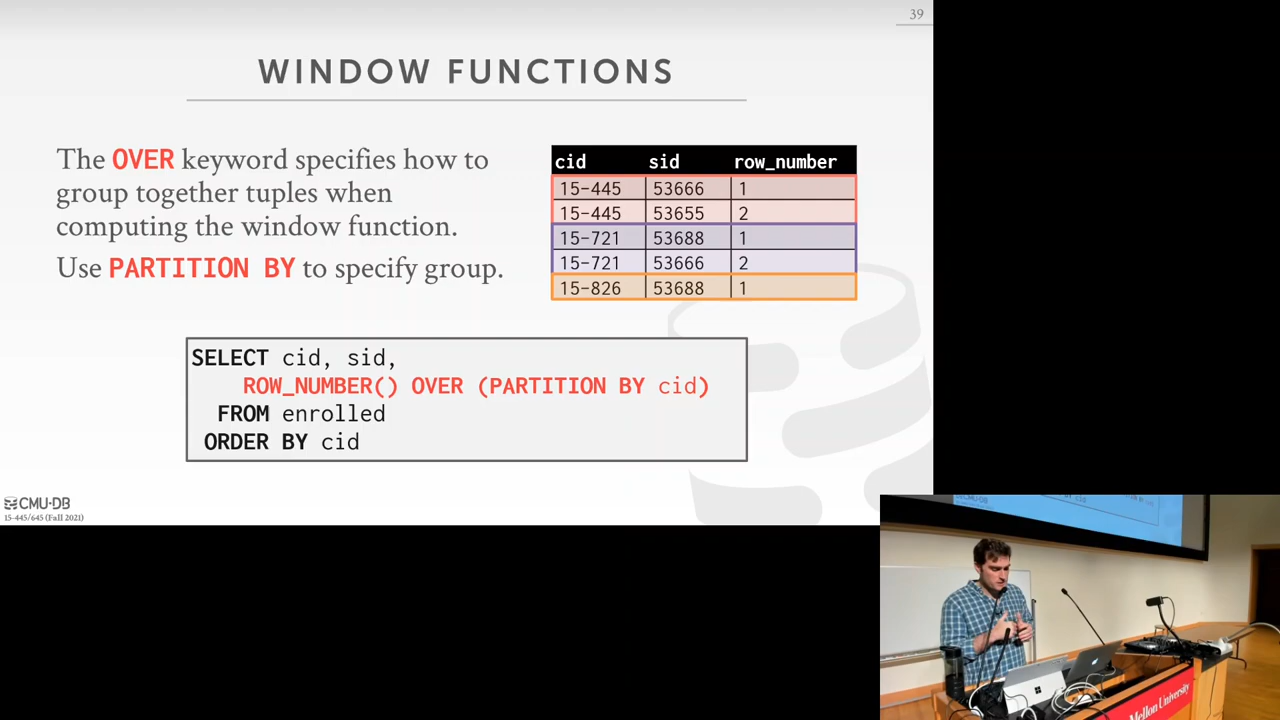 39
WINDOW FUNCTIONS
The OVER keyword specifies how to
group together tuples when
computing the window function.
Use PARTITION BY to specify group.
cid sid row_number
15-445 53666 1
15-445 53655 2
15-721 53688 1
15-721 53666 2
15-826 53688 1
SELECT cid, sid,
ROW_NUMBER() OVER (PARTITION BY cid)
FROM enrolled
ORDER BY cid
CMU·DB
15-445/645 (Fall 2021)
Mellon University